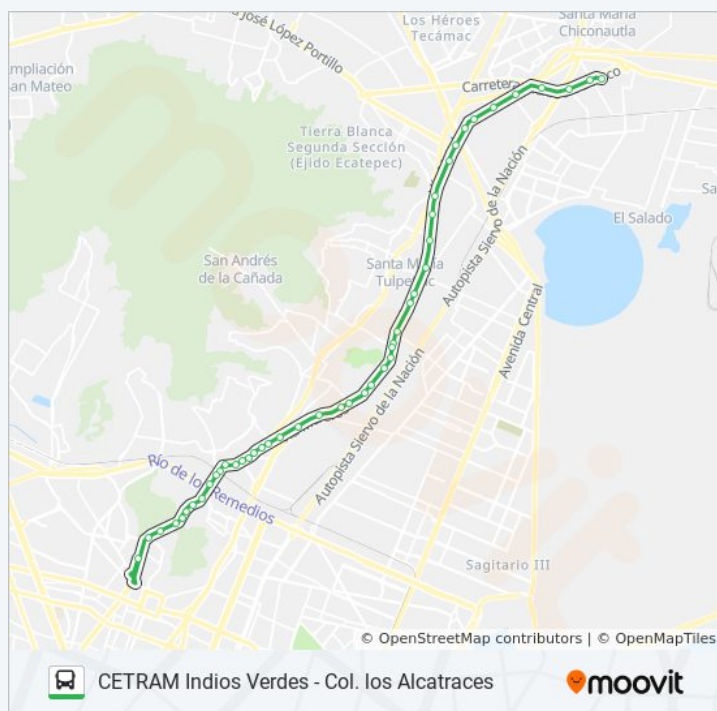 Los Héroes
Tecámac
Santa María
Chiconautla
José López Portillo
Ampliación
San Mateo
Carretera
Tierra Blanca
Segunda Sección
(Ejido Ecatepec)
El Salado
San Andrés
de la Cañada
Santa María
Tulpetlac
Autopista Siervo de la Nación
Avenida Central
Autopista Siervo de la Nación
Río de los Remedios
Sagitario III
© OpenStreetMap contributors | © OpenMapTiles
CETRAM Indios Verdes - Col. los Alcatraces
moovit